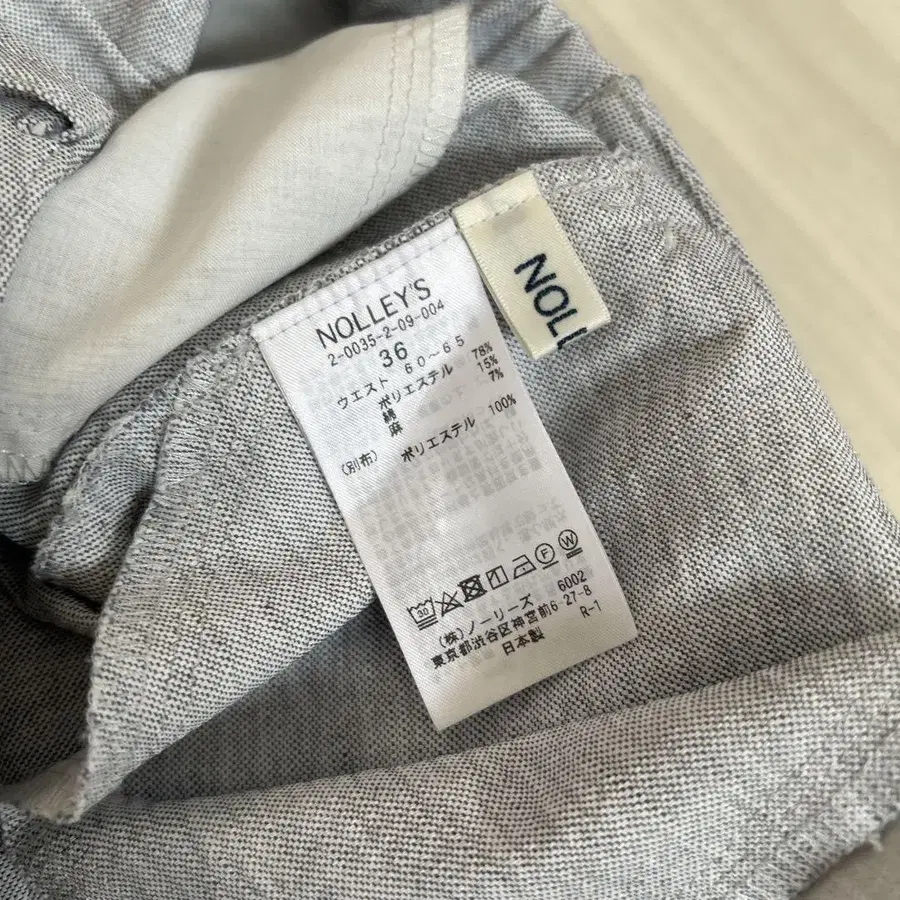 NOLLEY'S
2-0035-2-09-004
36
ウエスト 60～65
ポリエステル 78%
綿 15%
麻 7%
(別布) ポリエステル 100%
30
F
W
6002
(株)ノーリーズ
東京都渋谷区神宮前6-27-8
日本製 R-1
NOLL